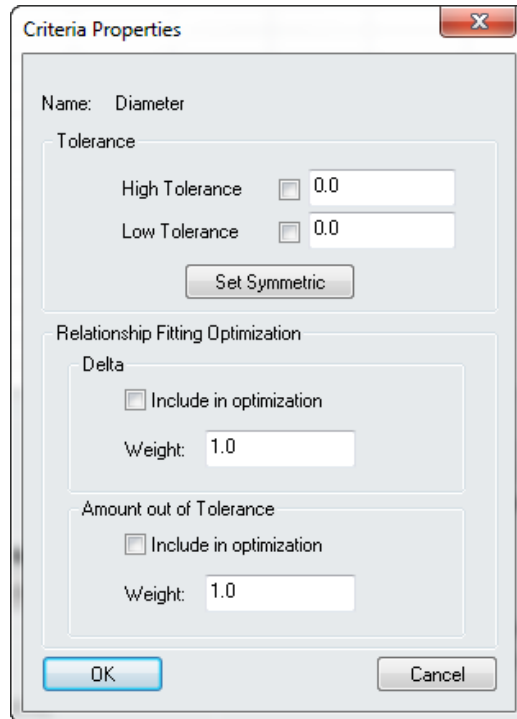 Criteria Properties
Name: Diameter
Tolerance
High Tolerance 0.0
Low Tolerance 0.0
Set Symmetric
Relationship Fitting Optimization
Delta
Include in optimization
Weight: 1.0
Amount out of Tolerance
Include in optimization
Weight: 1.0
OK Cancel